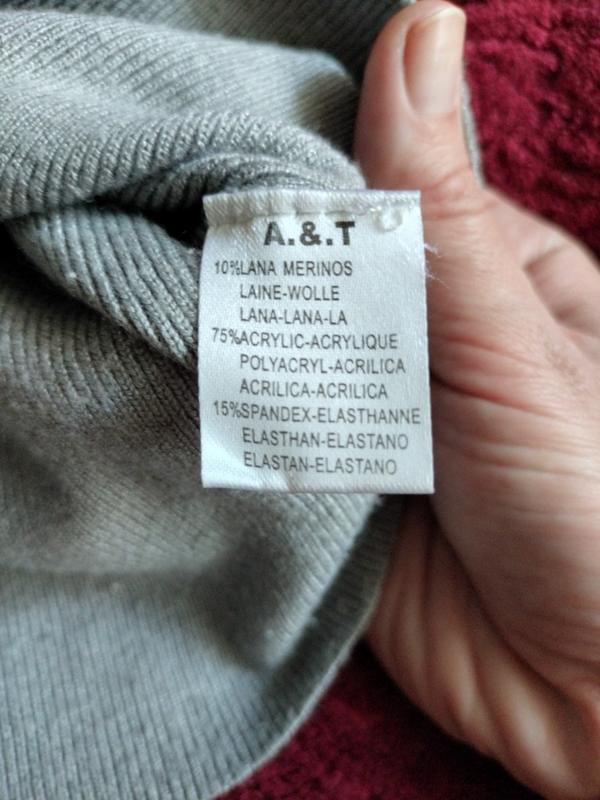 A.&.T
10%LANA MERINOS
LAINE-WOLLE
LANA-LANA-LA
75%ACRYLIC-ACRYLIQUE
POLYACRYL-ACRILICA
ACRILICA-ACRILICA
15%SPANDEX-ELASTHANNE
ELASTHAN-ELASTANO
ELASTAN-ELASTANO